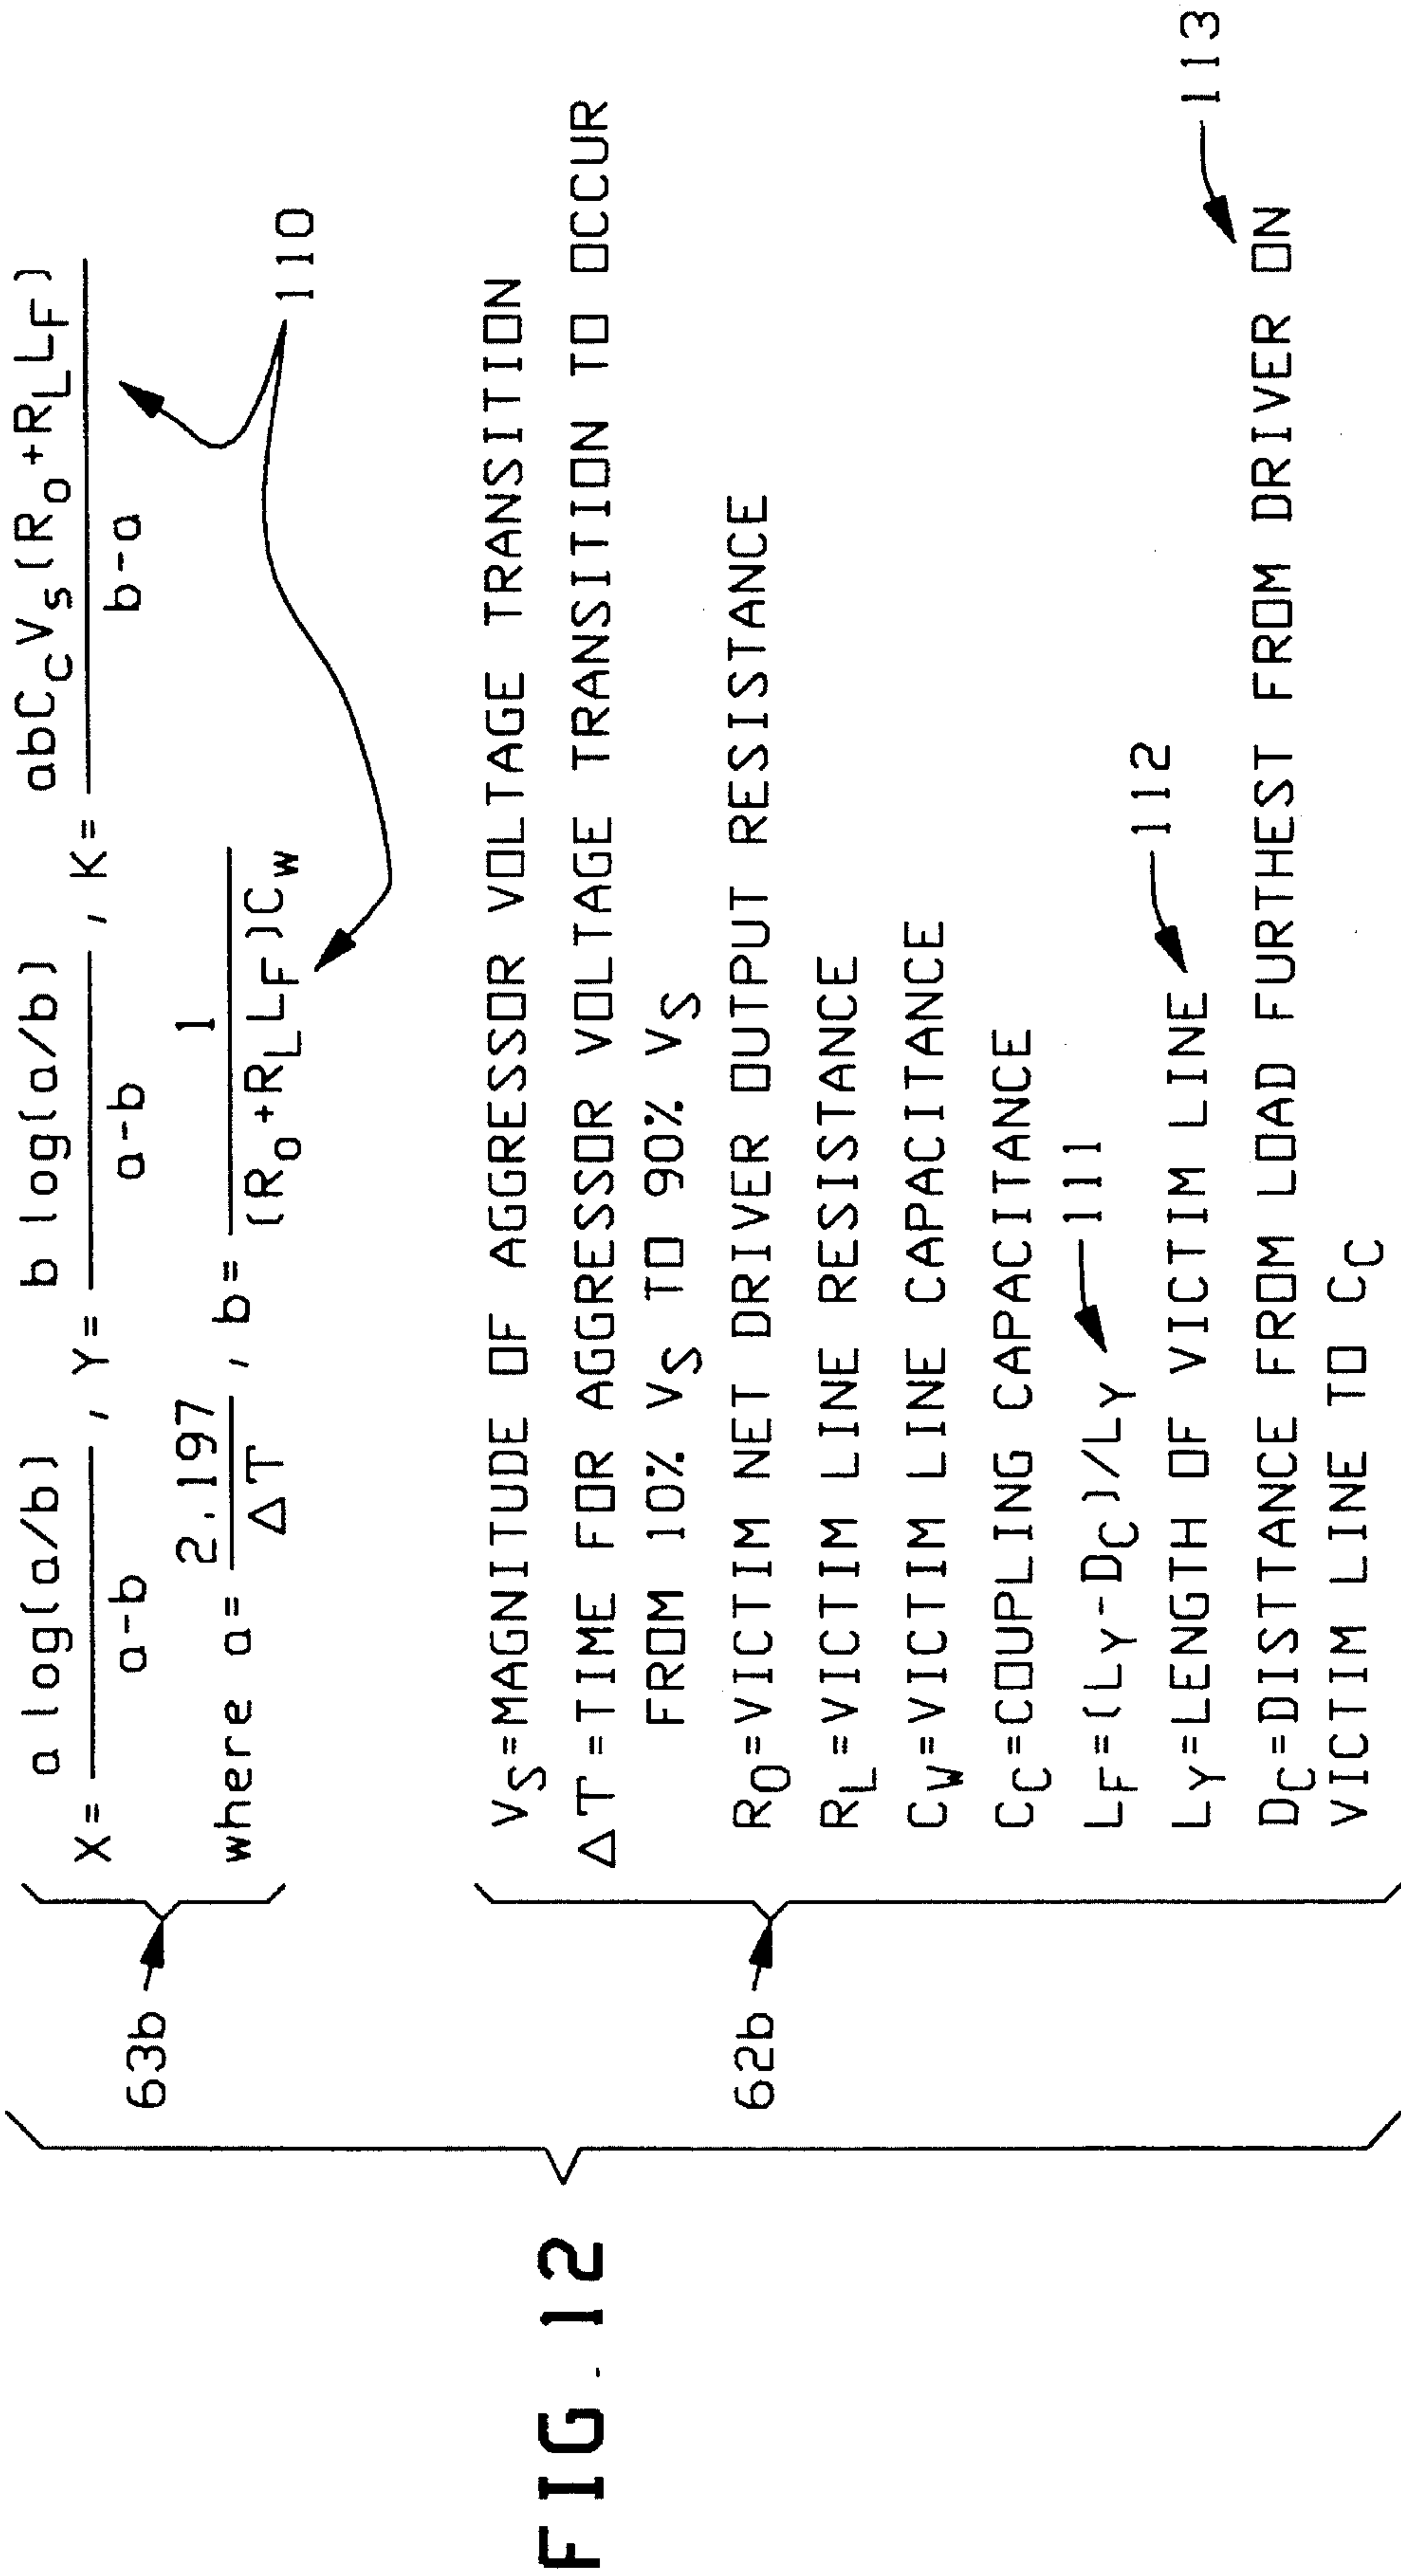 X= a log(a/b) / a-b , Y= b log(a/b) / a-b , K= abC_C V_S (R_O+R_L L_F) / b-a
where a= 2.197 / ΔT , b= 1 / (R_O+R_L L_F)C_W
110
63b
V_S=MAGNITUDE OF AGGRESSOR VOLTAGE TRANSITION
ΔT=TIME FOR AGGRESSOR VOLTAGE TRANSITION TO OCCUR
FROM 10% V_S TO 90% V_S
R_O=VICTIM NET DRIVER OUTPUT RESISTANCE
R_L=VICTIM LINE RESISTANCE
C_W=VICTIM LINE CAPACITANCE
C_C=COUPLING CAPACITANCE
L_F=(L_Y-D_C)/L_Y 111
L_Y=LENGTH OF VICTIM LINE 112
D_C=DISTTANCE FROM LOAD FURTHEST FROM DRIVER ON 113
VICTIM LINE TO C_C
62b
FIG. 12